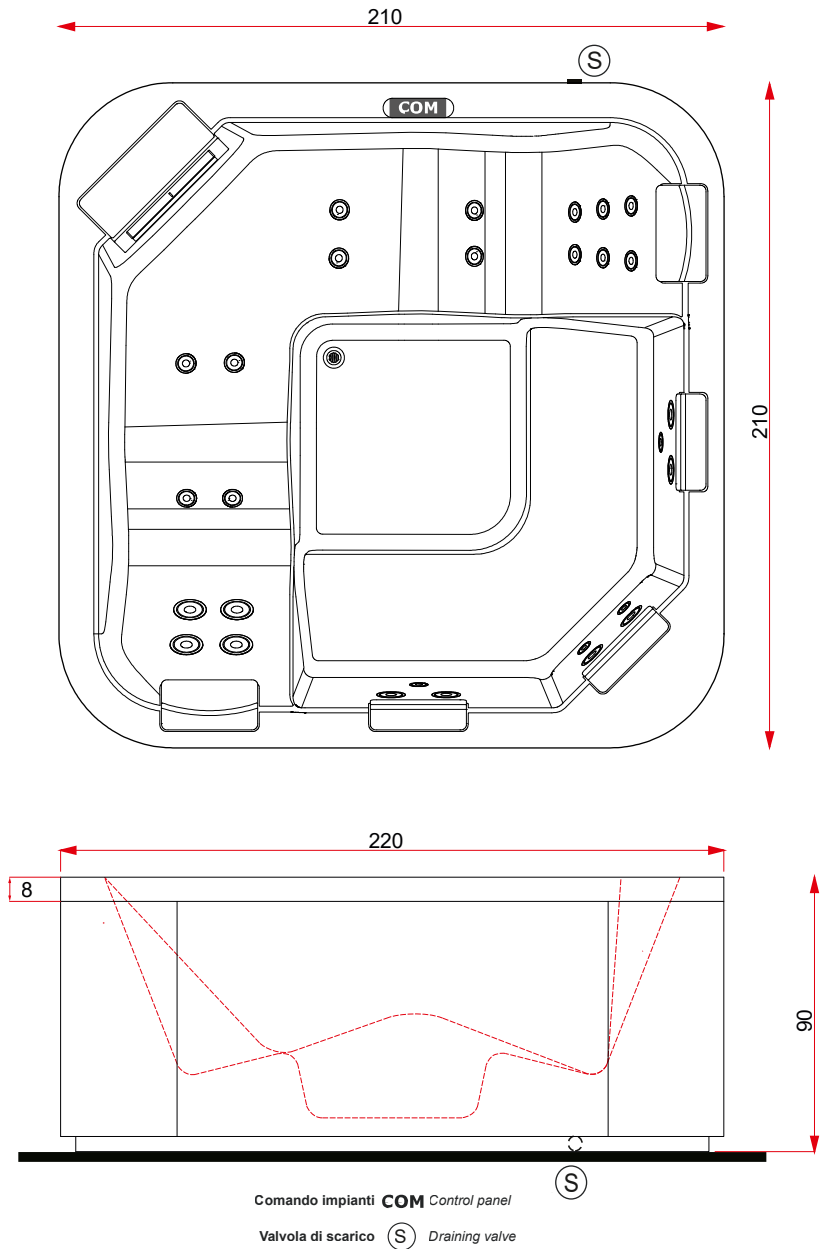 210
S
COM
210
220
8
90
S
Comando impianti COM Control panel
Valvola di scarico S Draining valve